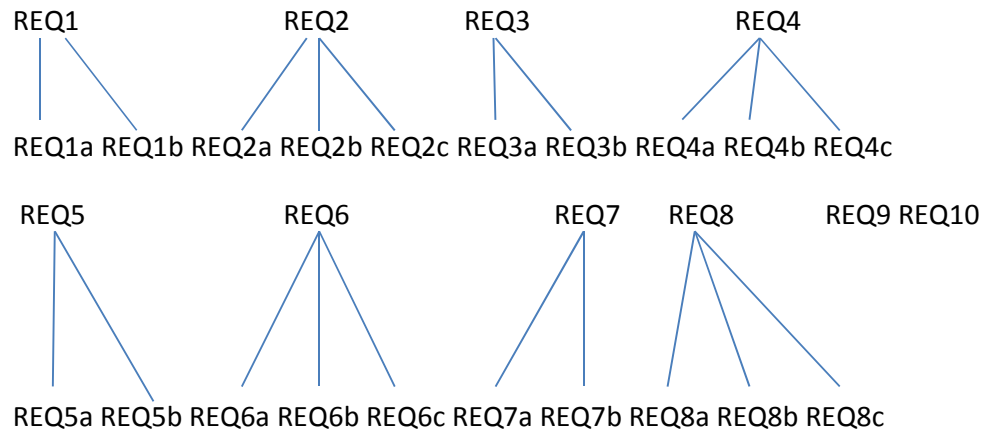 REQ1 REQ2 REQ3 REQ4
REQ1a REQ1b REQ2a REQ2b REQ2c REQ3a REQ3b REQ4a REQ4b REQ4c
REQ5 REQ6 REQ7 REQ8 REQ9 REQ10
REQ5a REQ5b REQ6a REQ6b REQ6c REQ7a REQ7b REQ8a REQ8b REQ8c